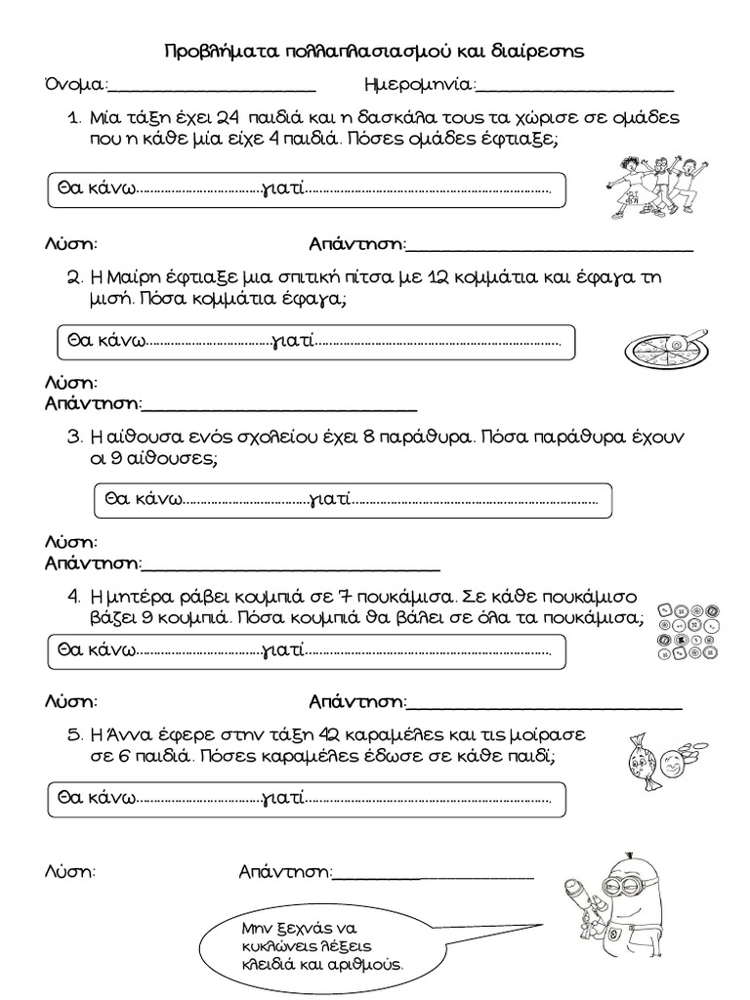 Προβλήματα πολλαπλασιασμού και διαίρεσης
Όνομα:_____________________ Ημερομηνία:____________________
1. Μία τάξη έχει 24 παιδιά και η δασκάλα τους τα χώρισε σε ομάδες
που η κάθε μία είχε 4 παιδιά. Πόσες ομάδες έφτιαξε;
Θα κάνω………………………………γιατί…………………………………………………………….
Λύση: Απάντηση:_____________________________
2. Η Μαίρη έφτιαξε μια σπιτική πίτσα με 12 κομμάτια και έφαγα τη
μισή. Πόσα κομμάτια έφαγα;
Θα κάνω………………………………γιατί…………………………………………………………….
Λύση:
Απάντηση:____________________________
3. Η αίθουσα ενός σχολείου έχει 8 παράθυρα. Πόσα παράθυρα έχουν
οι 9 αίθουσες;
Θα κάνω………………………………γιατί…………………………………………………………….
Λύση:
Απάντηση:______________________________
4. Η μητέρα ράβει κουμπιά σε 7 πουκάμισα. Σε κάθε πουκάμισο
βάζει 9 κουμπιά. Πόσα κουμπιά θα βάλει σε όλα τα πουκάμισα;
Θα κάνω………………………………γιατί…………………………………………………………….
Λύση: Απάντηση:____________________________
5. Η Άννα έφερε στην τάξη 42 καραμέλες και τις μοίρασε
σε 6 παιδιά. Πόσες καραμέλες έδωσε σε κάθε παιδί;
Θα κάνω………………………………γιατί…………………………………………………………….
Λύση: Απάντηση:____________________
Μην ξεχνάς να
κυκλώνεις λέξεις
κλειδιά και αριθμούς.